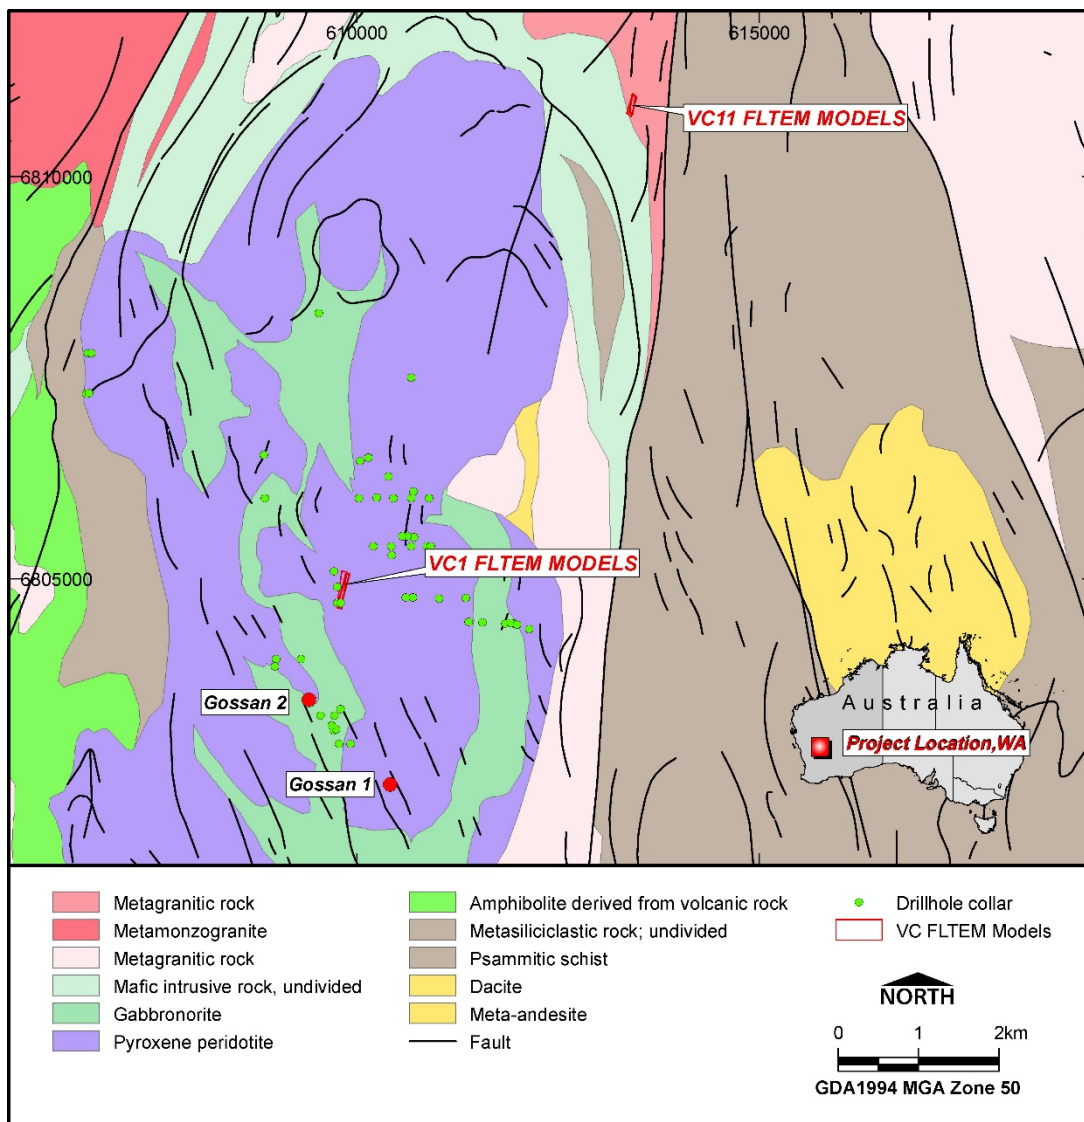 610000
615000
VC11 FLTEM MODELS
6810000
VC1 FLTEM MODELS
6805000
Gossan 2
Gossan 1
Australia
Project Location,WA
Metagranitic rock
Metamonzogranite
Metagranitic rock
Mafic intrusive rock, undivided
Gabbronorite
Pyroxene peridotite
Amphibolite derived from volcanic rock
Metasiliciclastic rock; undivided
Psammitic schist
Dacite
Meta-andesite
Fault
Drillhole collar
VC FLTEM Models
NORTH
0 1 2km
GDA1994 MGA Zone 50